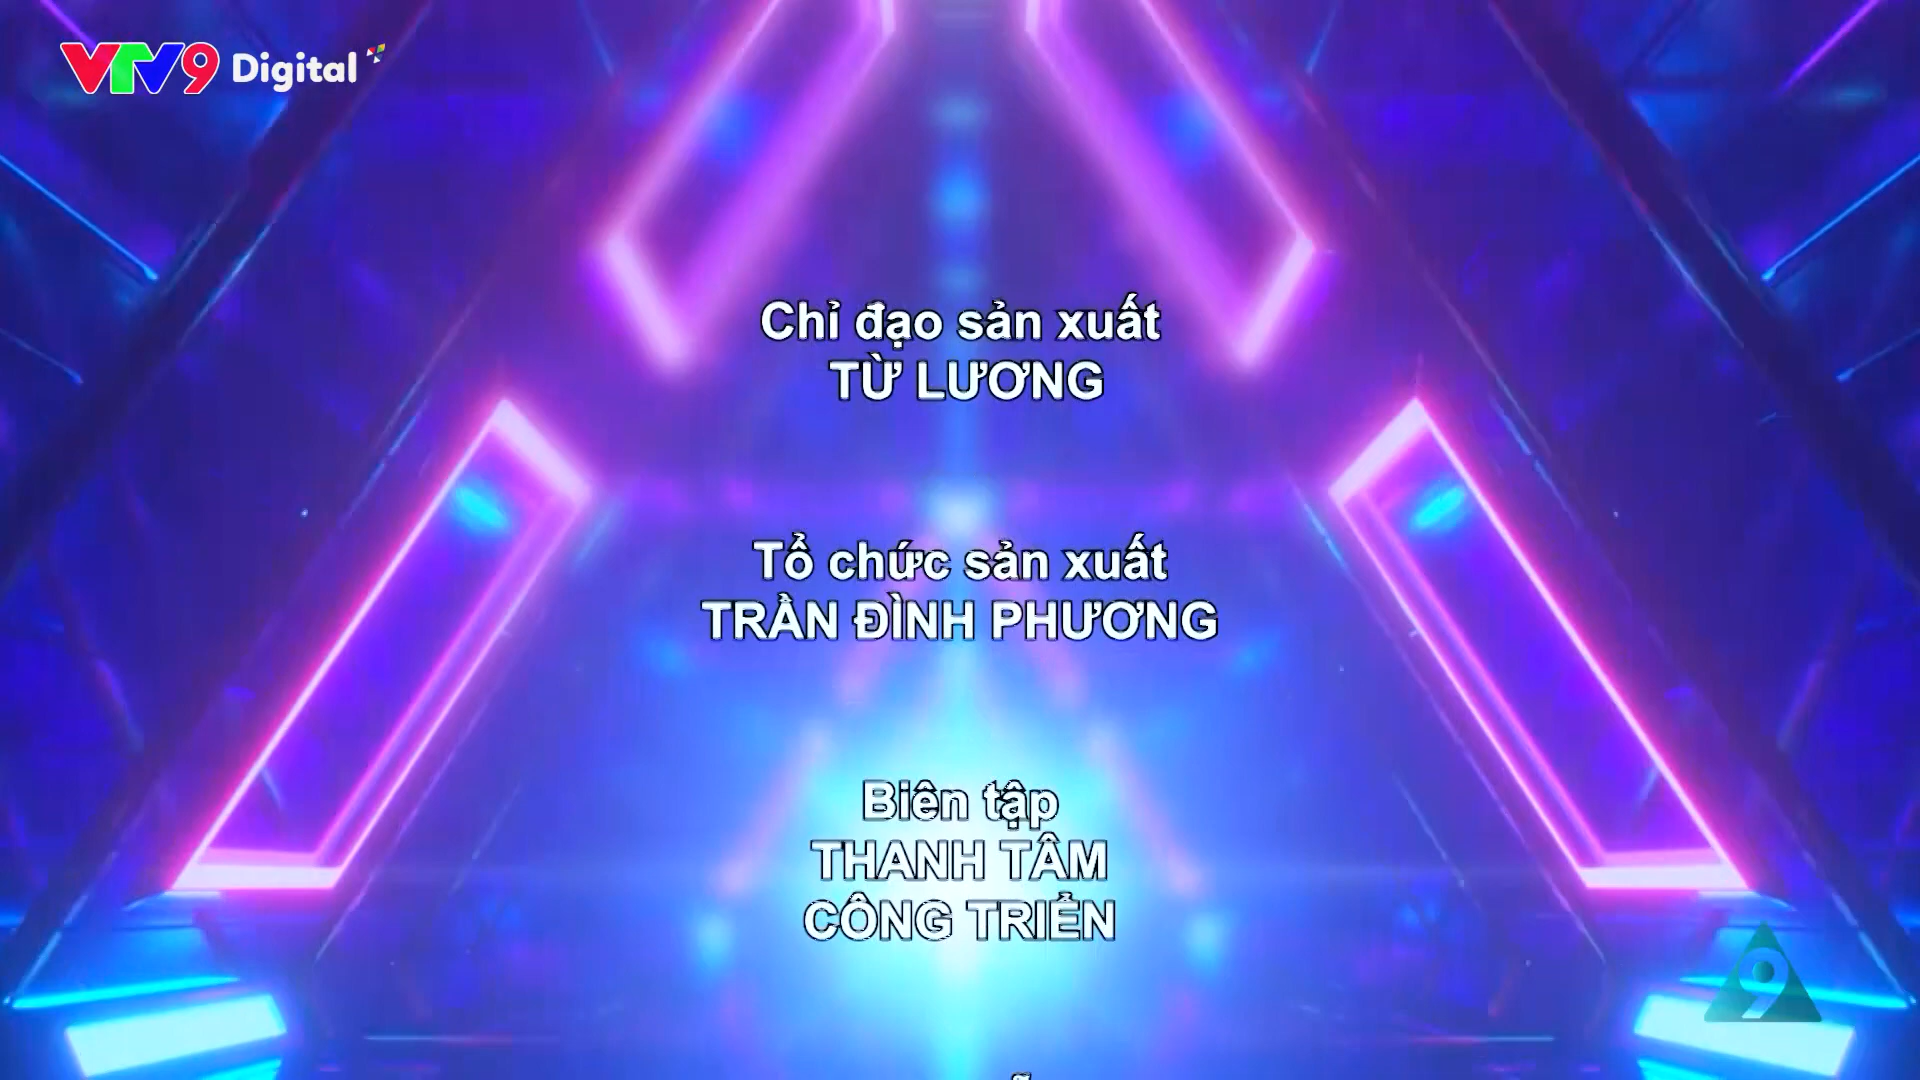 VTV9 Digital
Chỉ đạo sản xuất
TỪ LƯƠNG
Tổ chức sản xuất
TRẦN ĐÌNH PHƯƠNG
Biên tập
THANH TÂM
CÔNG TRIỂN
9